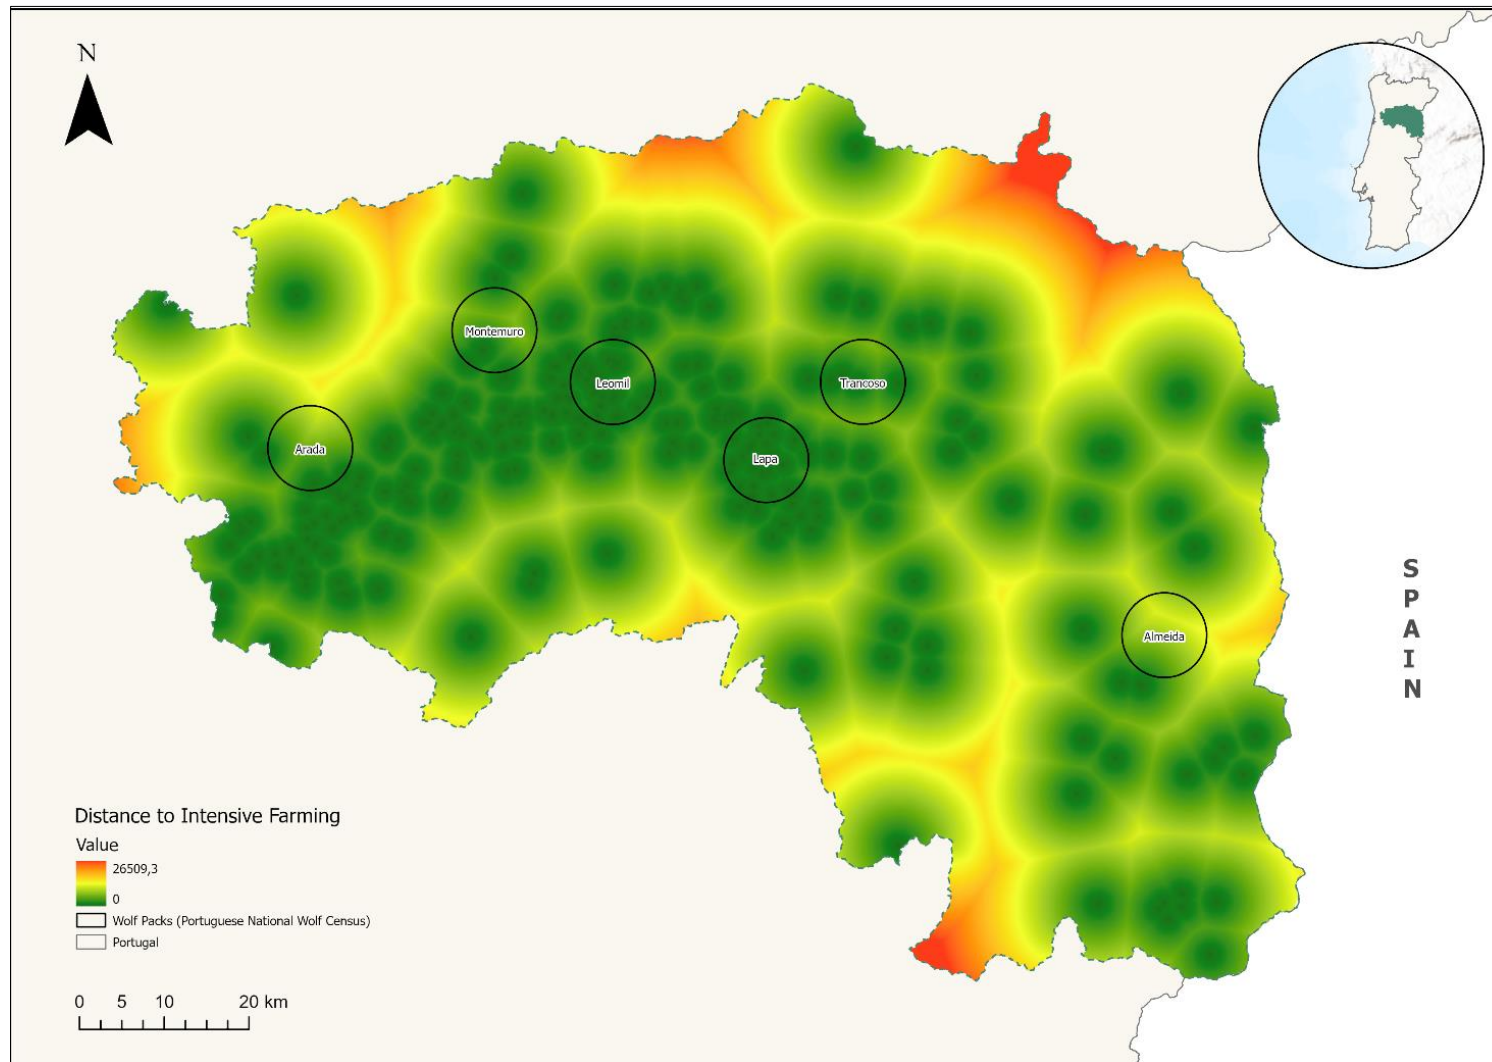 N
Montemuro
Leomil
Trancoso
Arada
Lapa
Almeida
S
P
A
I
N
Distance to Intensive Farming
Value
26509,3
0
Wolf Packs (Portuguese National Wolf Census)
Portugal
0 5 10 20 km